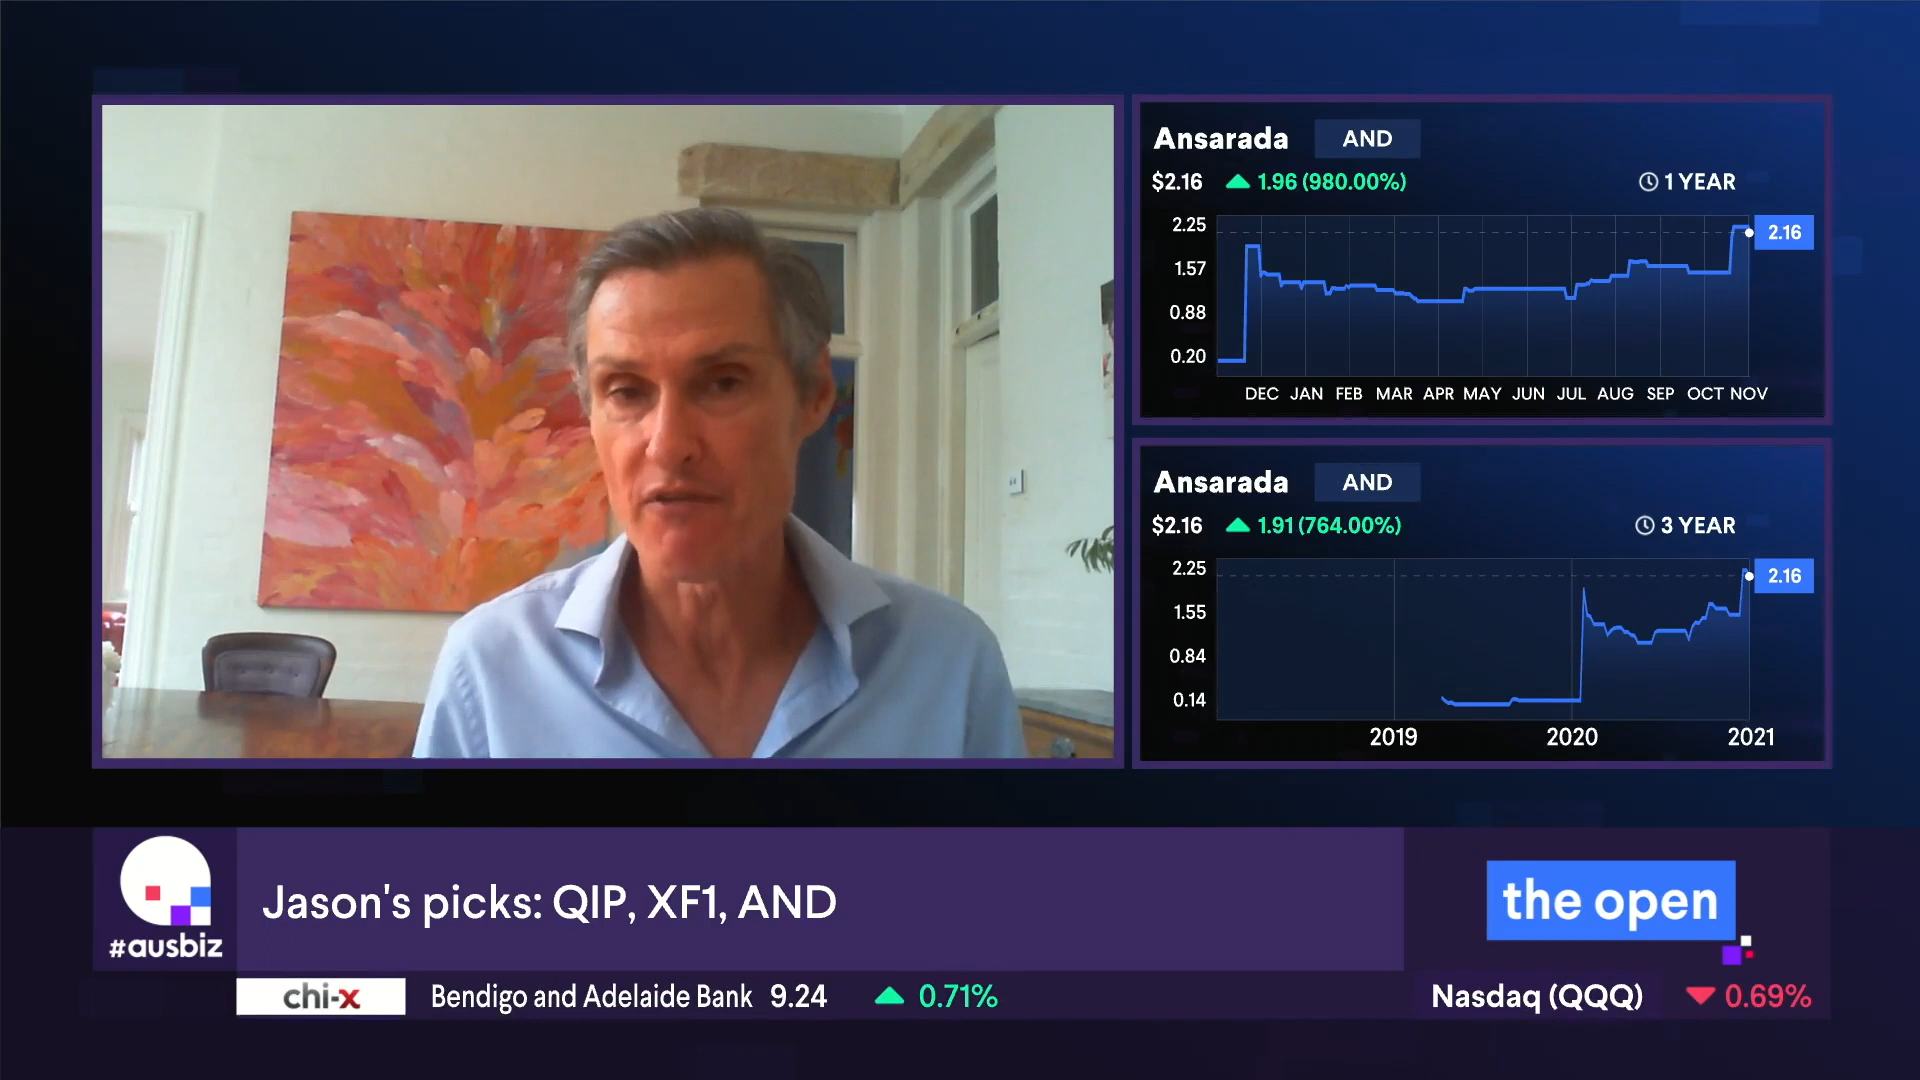 Ansarada AND
$2.16 1.96 (980.00%) 1 YEAR
2.25
2.16
1.57
0.88
0.20
DEC JAN FEB MAR APR MAY JUN JUL AUG SEP OCT NOV
Ansarada AND
$2.16 1.91 (764.00%) 3 YEAR
2.25
2.16
1.55
0.84
0.14
2019 2020 2021
#ausbiz
Jason's picks: QIP, XF1, AND
the open
chi-x Bendigo and Adelaide Bank 9.24 0.71% Nasdaq (QQQ) 0.69%